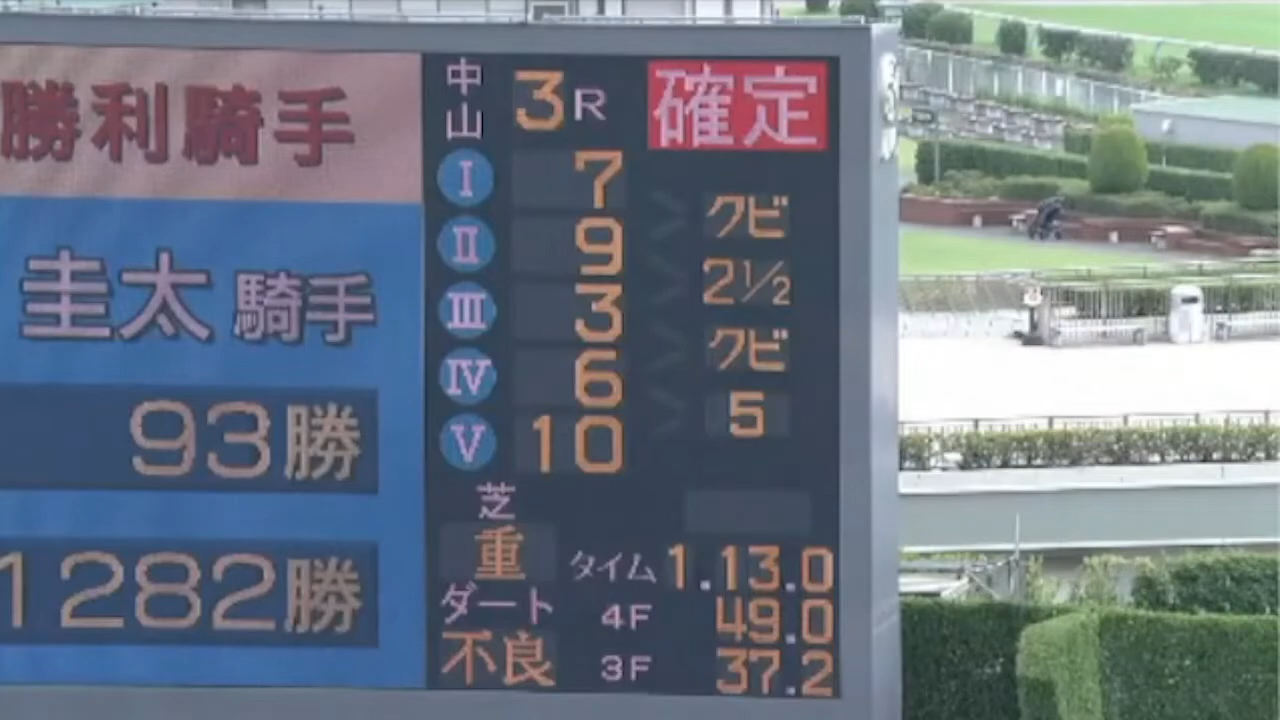 勝利騎手
圭太 騎手
93勝
1282勝
中山 3R 確定
Ⅰ 7
クビ
Ⅱ 9
2½
Ⅲ 3
クビ
Ⅳ 6
5
Ⅴ 10
芝
重 タイム 1.13.0
ダート 4F 49.0
不良 3F 37.2